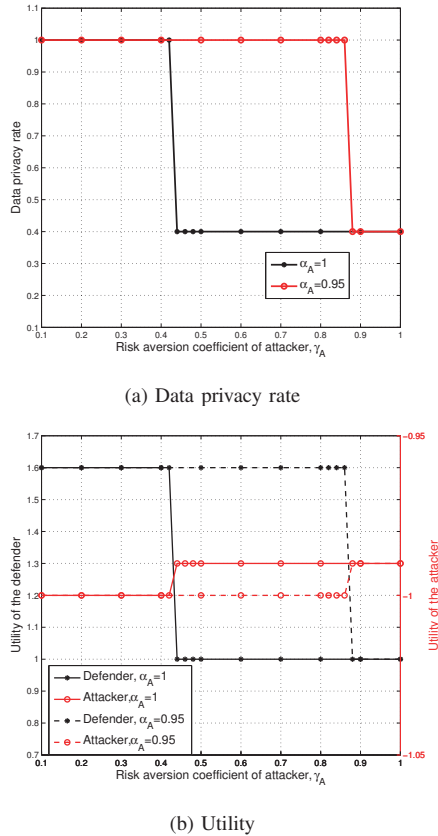 1.1
1
0.9
0.8
0.7
0.6
0.5
0.4
0.3
0.2
0.1
Data privacy rate
α_A=1
α_A=0.95
0.1 0.2 0.3 0.4 0.5 0.6 0.7 0.8 0.9 1
Risk aversion coefficient of attacker, γ_A
(a) Data privacy rate
1.7
1.6
1.5
1.4
1.3
1.2
1.1
1
0.9
0.8
0.7
Utility of the defender
-0.95
-1
-1.05
Utility of the attacker
Defender, α_A=1
Attacker,α_A=1
Defender, α_A=0.95
Attacker,α_A=0.95
0.1 0.2 0.3 0.4 0.5 0.6 0.7 0.8 0.9 1
Risk aversion coefficient of attacker, γ_A
(b) Utility